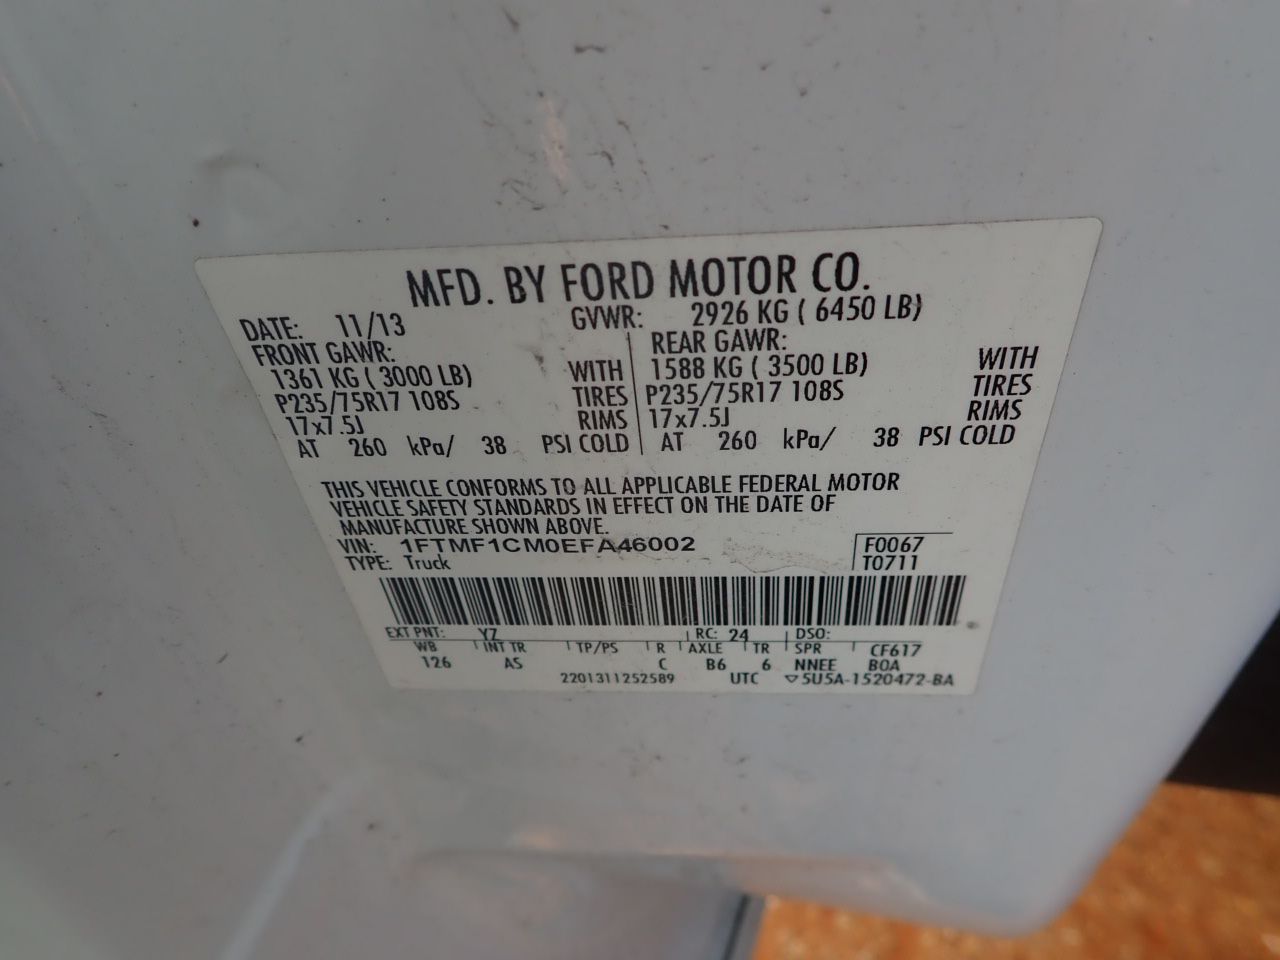 MFD. BY FORD MOTOR CO.
DATE: 11/13 GVWR: 2926 KG ( 6450 LB)
FRONT GAWR: REAR GAWR:
1361 KG ( 3000 LB) WITH 1588 KG ( 3500 LB) WITH
P235/75R17 108S TIRES P235/75R17 108S TIRES
17x7.5J RIMS 17x7.5J RIMS
AT 260 kPa/ 38 PSI COLD AT 260 kPa/ 38 PSI COLD
THIS VEHICLE CONFORMS TO ALL APPLICABLE FEDERAL MOTOR
VEHICLE SAFETY STANDARDS IN EFFECT ON THE DATE OF
MANUFACTURE SHOWN ABOVE.
VIN: 1FTMF1CM0EFA46002 F0067
TYPE: Truck T0711
EXT PNT: YZ RC: 24 DSO:
WB INT TR TP/PS R AXLE TR SPR CF617
126 AS C B6 6 NNEE B0A
2201311252589 UTC ▽5U5A-1520472-BA